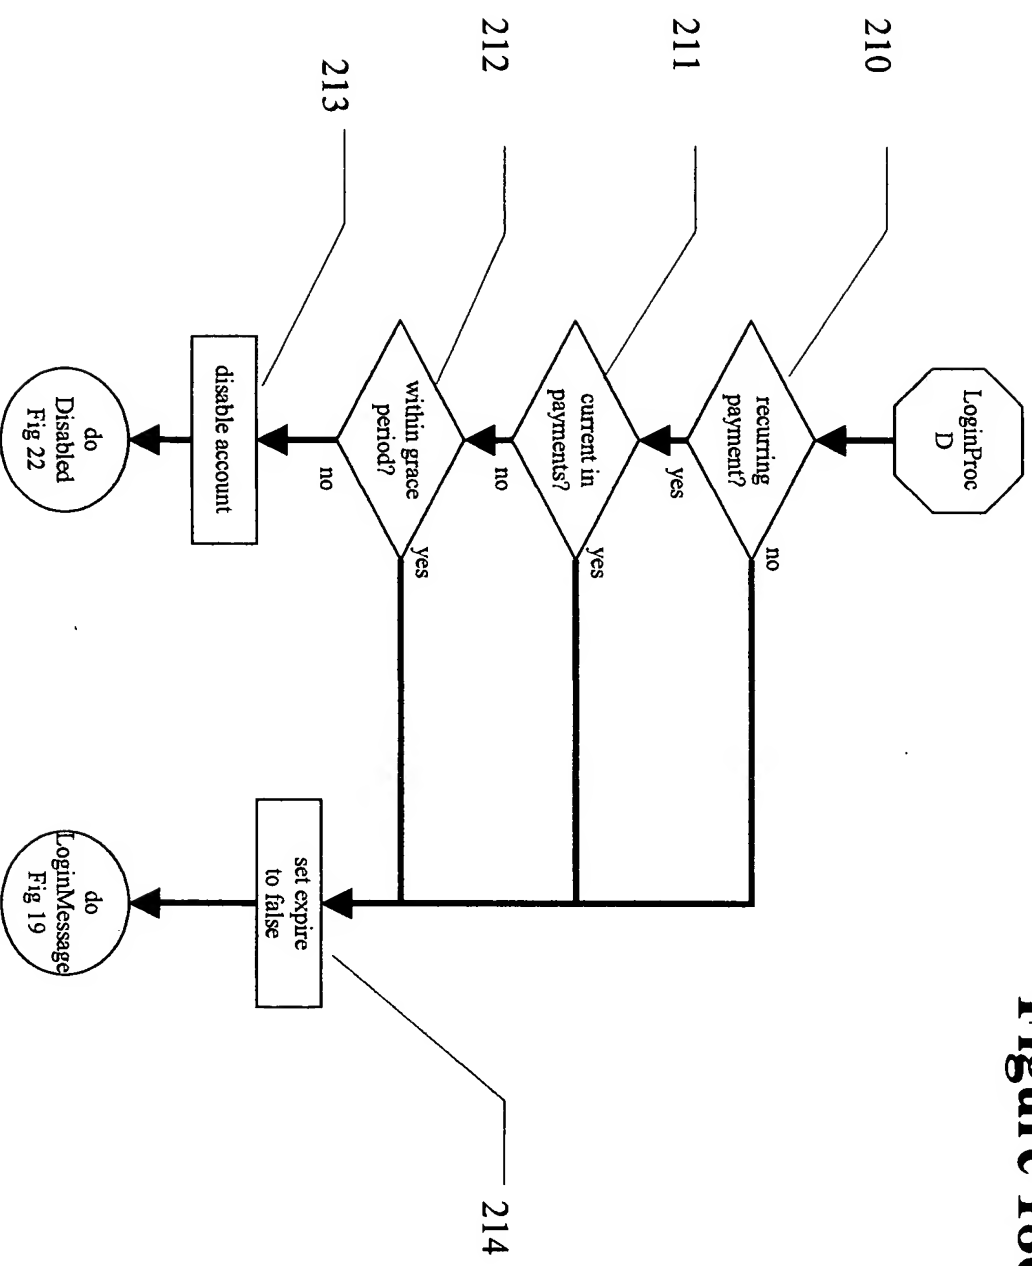 LoginProc
D
210
recurring
payment?
no
yes
211
current in
payments?
yes
no
212
within grace
period?
yes
no
213
disable account
set expire
to false
214
do
Disabled
Fig 22
do
LoginMessage
Fig 19
Figure